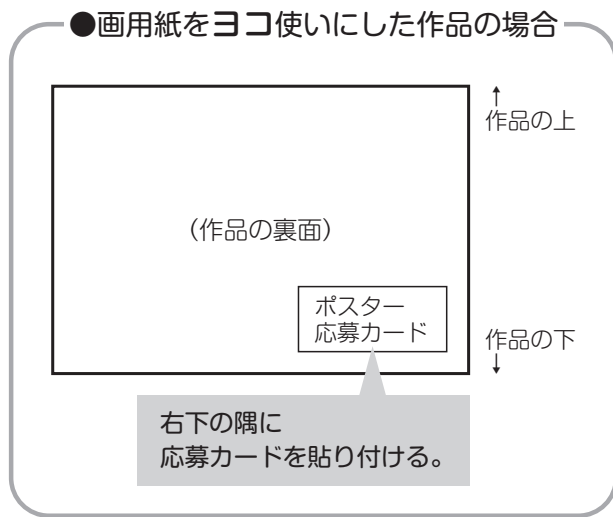 ●画用紙をヨコ使いにした作品の場合
↑
作品の上
(作品の裏面)
ポスター
応募カード
作品の下
↓
右下の隅に
応募カードを貼り付ける。